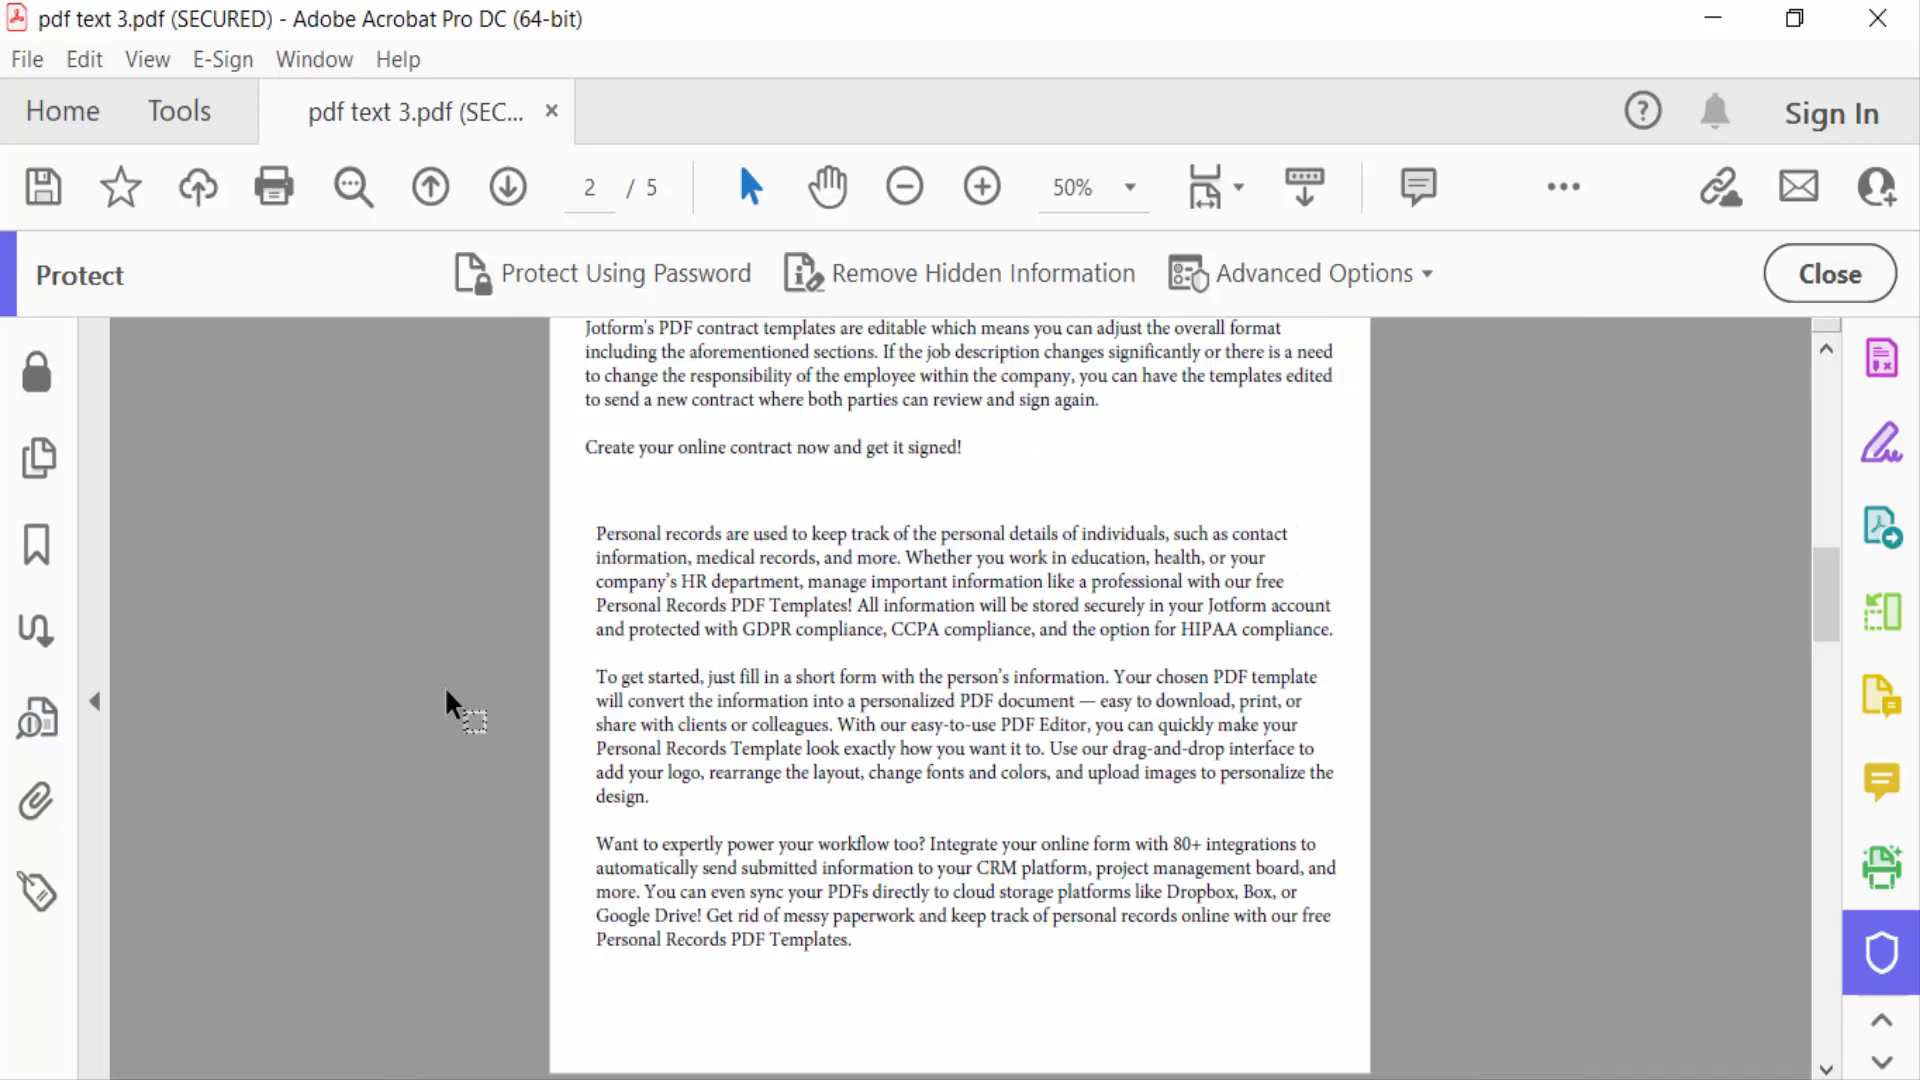 pdf text 3.pdf (SECURED) - Adobe Acrobat Pro DC (64-bit)
File Edit View E-Sign Window Help
Home Tools pdf text 3.pdf (SEC... × Sign In
2 / 5 50%
Protect Protect Using Password Remove Hidden Information Advanced Options Close
Jotform's PDF contract templates are editable which means you can adjust the overall format
including the aforementioned sections. If the job description changes significantly or there is a need
to change the responsibility of the employee within the company, you can have the templates edited
to send a new contract where both parties can review and sign again.
Create your online contract now and get it signed!
Personal records are used to keep track of the personal details of individuals, such as contact
information, medical records, and more. Whether you work in education, health, or your
company's HR department, manage important information like a professional with our free
Personal Records PDF Templates! All information will be stored securely in your Jotform account
and protected with GDPR compliance, CCPA compliance, and the option for HIPAA compliance.
To get started, just fill in a short form with the person's information. Your chosen PDF template
will convert the information into a personalized PDF document — easy to download, print, or
share with clients or colleagues. With our easy-to-use PDF Editor, you can quickly make your
Personal Records Template look exactly how you want it to. Use our drag-and-drop interface to
add your logo, rearrange the layout, change fonts and colors, and upload images to personalize the
design.
Want to expertly power your workflow too? Integrate your online form with 80+ integrations to
automatically send submitted information to your CRM platform, project management board, and
more. You can even sync your PDFs directly to cloud storage platforms like Dropbox, Box, or
Google Drive! Get rid of messy paperwork and keep track of personal records online with our free
Personal Records PDF Templates.